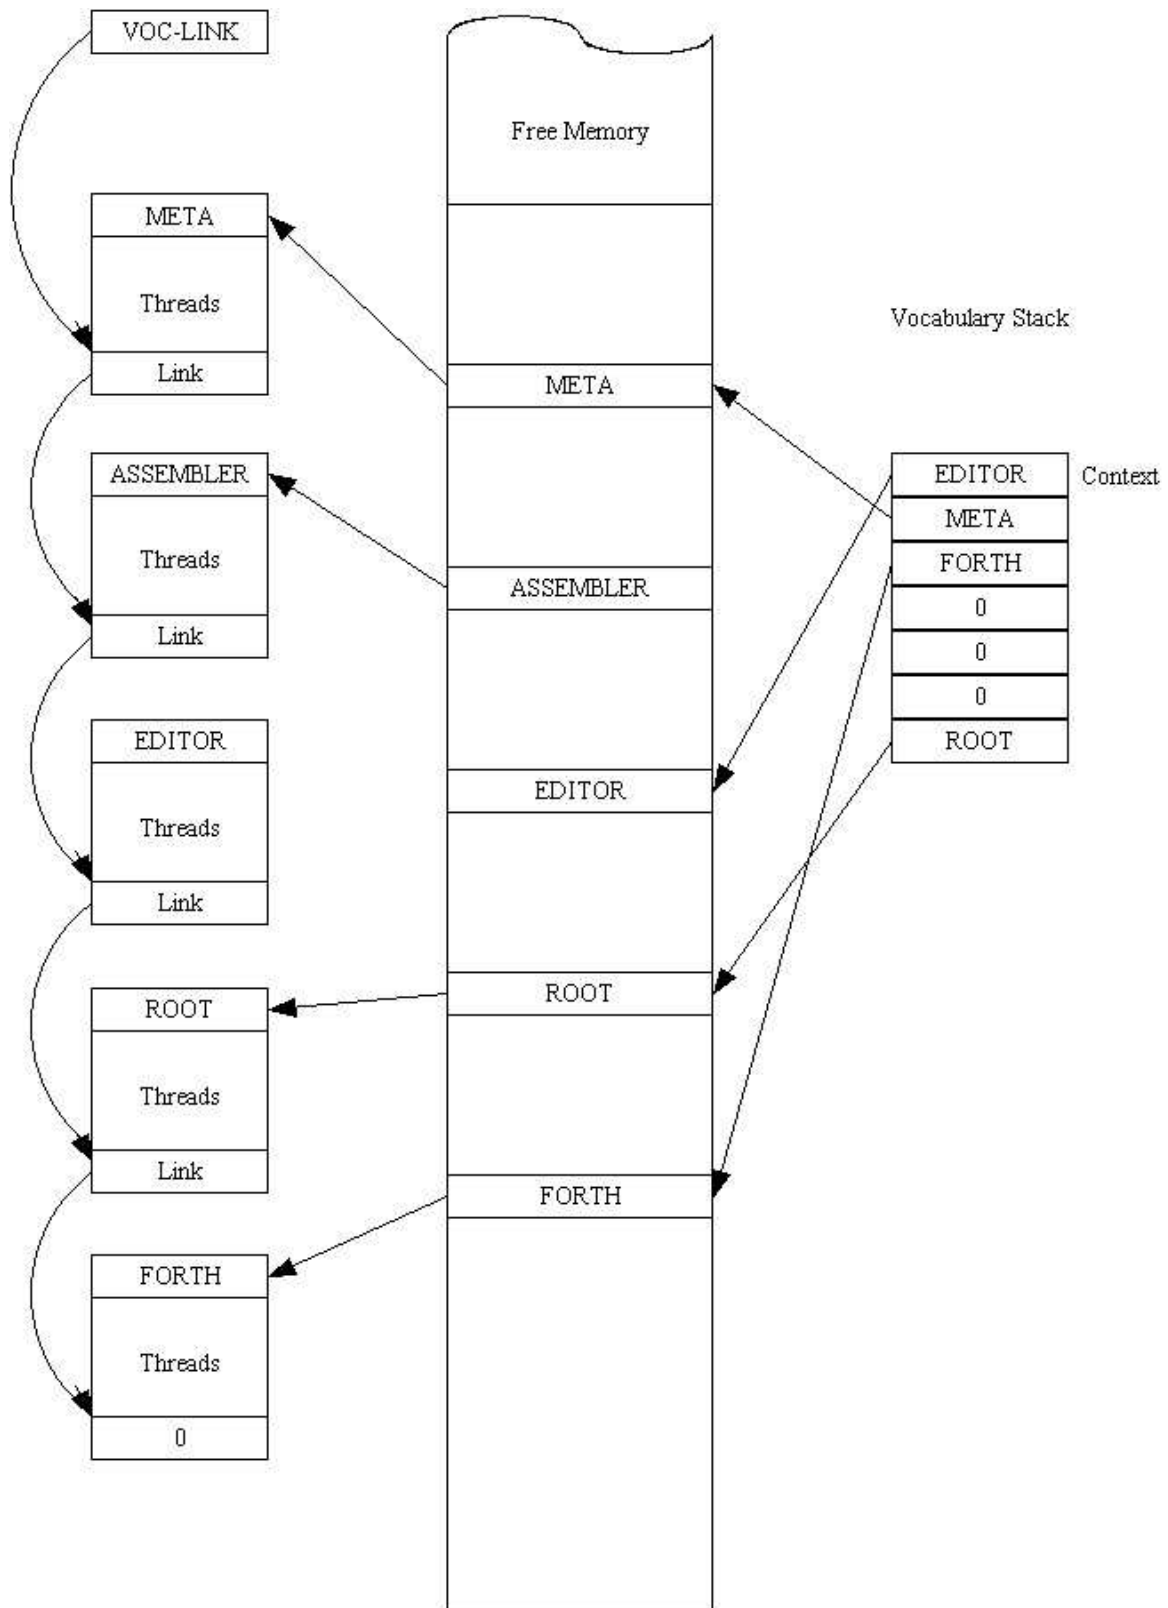 VOC-LINK
META
Threads
Link
ASSEMBLER
Threads
Link
EDITOR
Threads
Link
ROOT
Threads
Link
FORTH
Threads
0
Free Memory
META
ASSEMBLER
EDITOR
ROOT
FORTH
Vocabulary Stack
EDITOR
Context
META
FORTH
0
0
0
ROOT